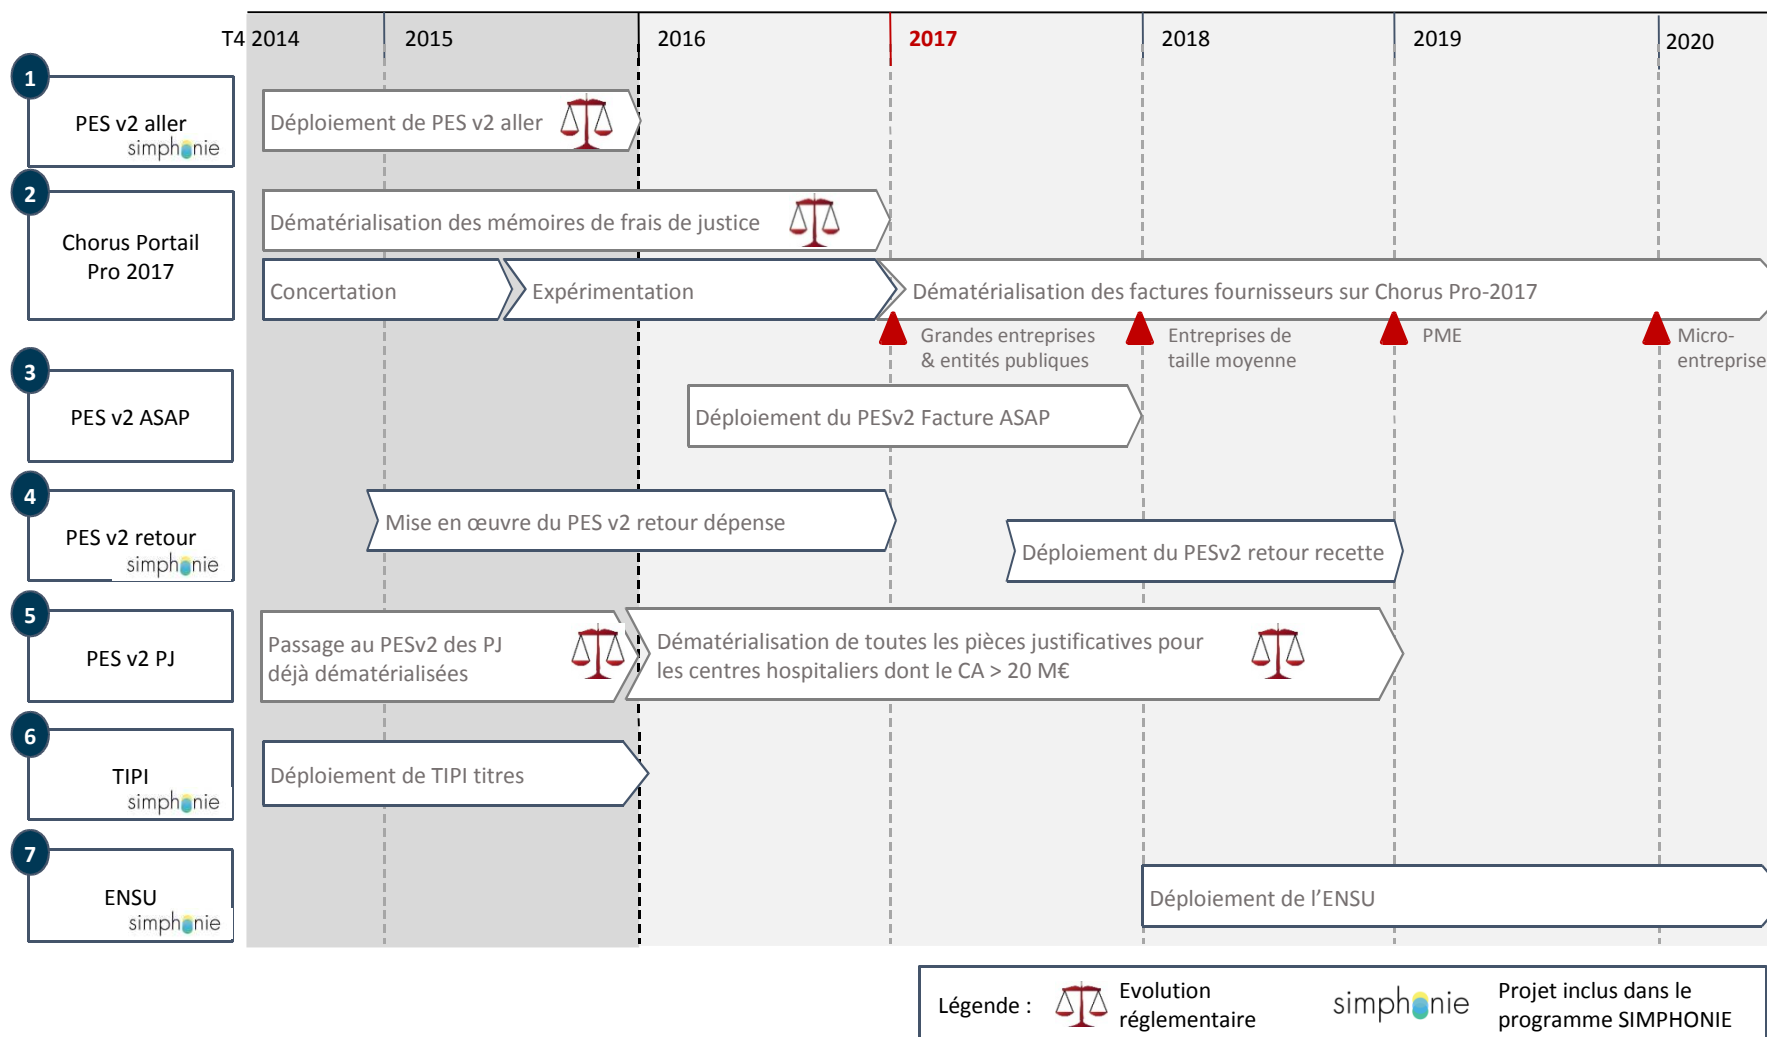 T4 2014
2015
2016
2017
2018
2019
2020
1
PES v2 aller
simphonie
Déploiement de PES v2 aller
2
Chorus Portail
Pro 2017
Dématérialisation des mémoires de frais de justice
Concertation
Expérimentation
Dématérialisation des factures fournisseurs sur Chorus Pro-2017
Grandes entreprises
& entités publiques
Entreprises de
taille moyenne
PME
Micro-
entreprise
3
PES v2 ASAP
Déploiement du PESv2 Facture ASAP
4
PES v2 retour
simphonie
Mise en œuvre du PES v2 retour dépense
Déploiement du PESv2 retour recette
5
PES v2 PJ
Passage au PESv2 des PJ
déjà dématérialisées
Dématérialisation de toutes les pièces justificatives pour
les centres hospitaliers dont le CA > 20 M€
6
TIPI
simphonie
Déploiement de TIPI titres
7
ENSU
simphonie
Déploiement de l’ENSU
Légende :
Evolution
réglementaire
simphonie
Projet inclus dans le
programme SIMPHONIE